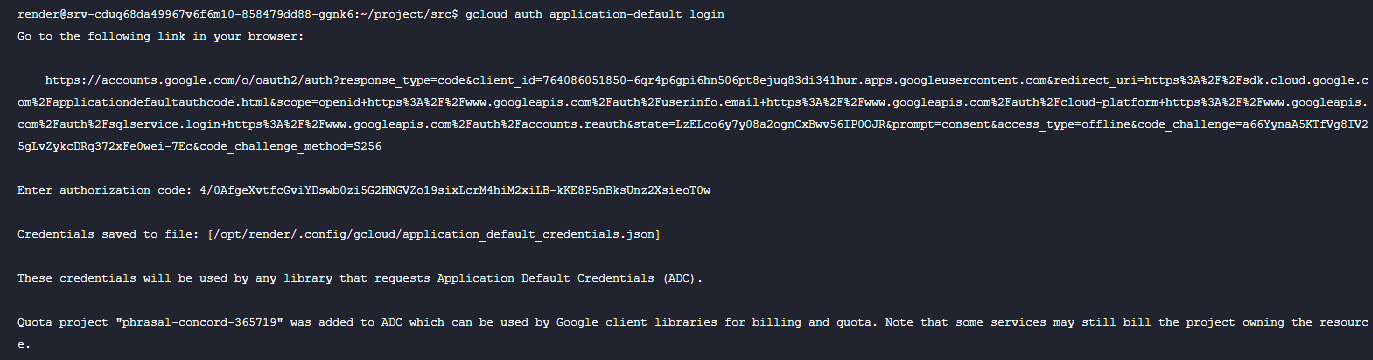 render@srv-cduq68da49967v6f6m10-858479dd88-ggnk6:~/project/src$ gcloud auth application-default login
Go to the following link in your browser:
https://accounts.google.com/o/oauth2/auth?response_type=code&client_id=764086051850-6qr4p6gpi6hn506pt8ejuq83di341hur.apps.googleusercontent.com&redirect_uri=https%3A%2F%2Fsdk.cloud.google.c
om%2Fapplicationdefaultauthcode.html&scope=openid+https%3A%2F%2Fwww.googleapis.com%2Fauth%2Fuserinfo.email+https%3A%2F%2Fwww.googleapis.com%2Fauth%2Fcloud-platform+https%3A%2F%2Fwww.googleapis.
com%2Fauth%2Fsqlservice.login+https%3A%2F%2Fwww.googleapis.com%2Fauth%2Faccounts.reauth&state=LzELco6y7y08a2ognCxBwv56IP0OJR&prompt=consent&access_type=offline&code_challenge=a66YynaA5KTfVg8IV2
5gLvZykcDRq372xFe0wei-7Ec&code_challenge_method=S256
Enter authorization code: 4/0AfgeXvtfcGviYDswb0zi5G2HNGVZo19sixLcrM4hiM2xiLB-kKE8P5nBksUnz2XsieoT0w
Credentials saved to file: [/opt/render/.config/gcloud/application_default_credentials.json]
These credentials will be used by any library that requests Application Default Credentials (ADC).
Quota project "phrasal-concord-365719" was added to ADC which can be used by Google client libraries for billing and quota. Note that some services may still bill the project owning the resourc
e.